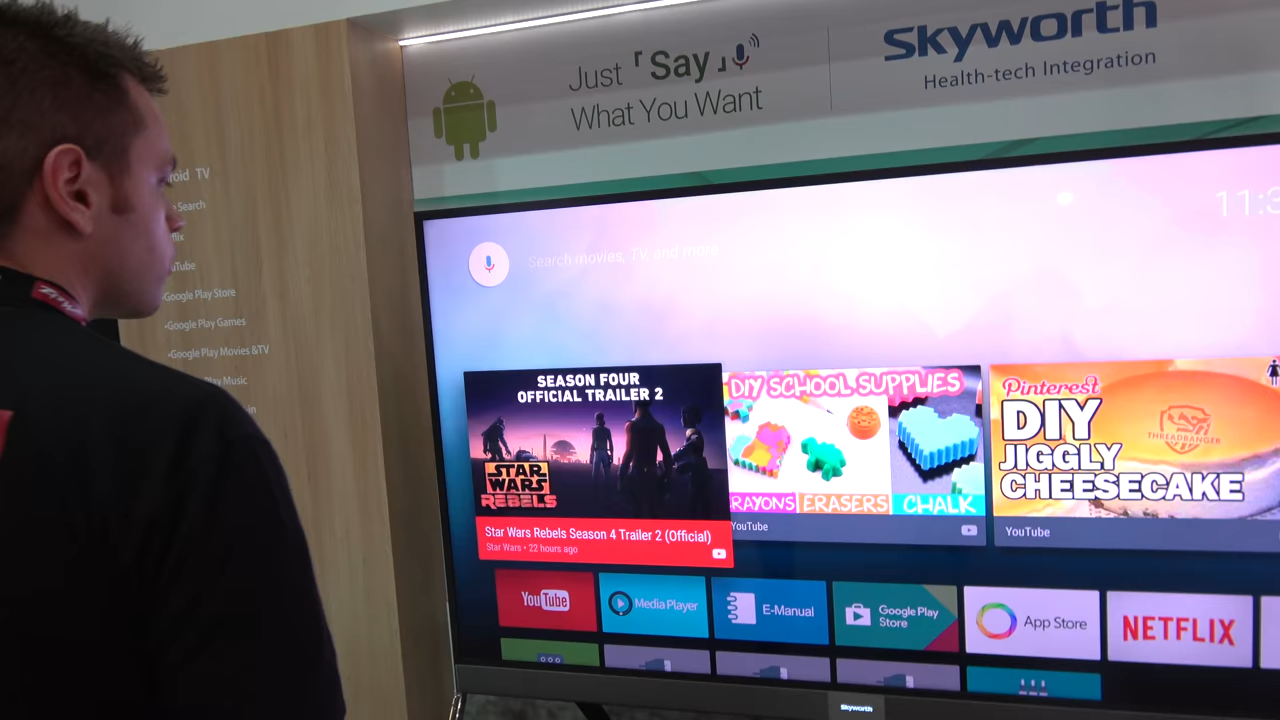 Just 「Say」
What You Want
Skyworth
Health-tech Integration
TV
Search
•Google Play Store
•Google Play Games
•Google Play Movies &TV
Play Music
11:3
Search movies, TV, and more
SEASON FOUR
OFFICIAL TRAILER 2
STAR
WARS
REBELS
Star Wars Rebels Season 4 Trailer 2 (Official)
Star Wars • 22 hours ago
DIY SCHOOL SUPPLIES
RAYONS ERASERS CHALK
YouTube
Pinterest
DIY
JIGGLY
CHEESECAKE
THREADBANGER
YouTube
YouTube
Media Player
E-Manual
Google Play
Store
App Store
NETFLIX
Skyworth